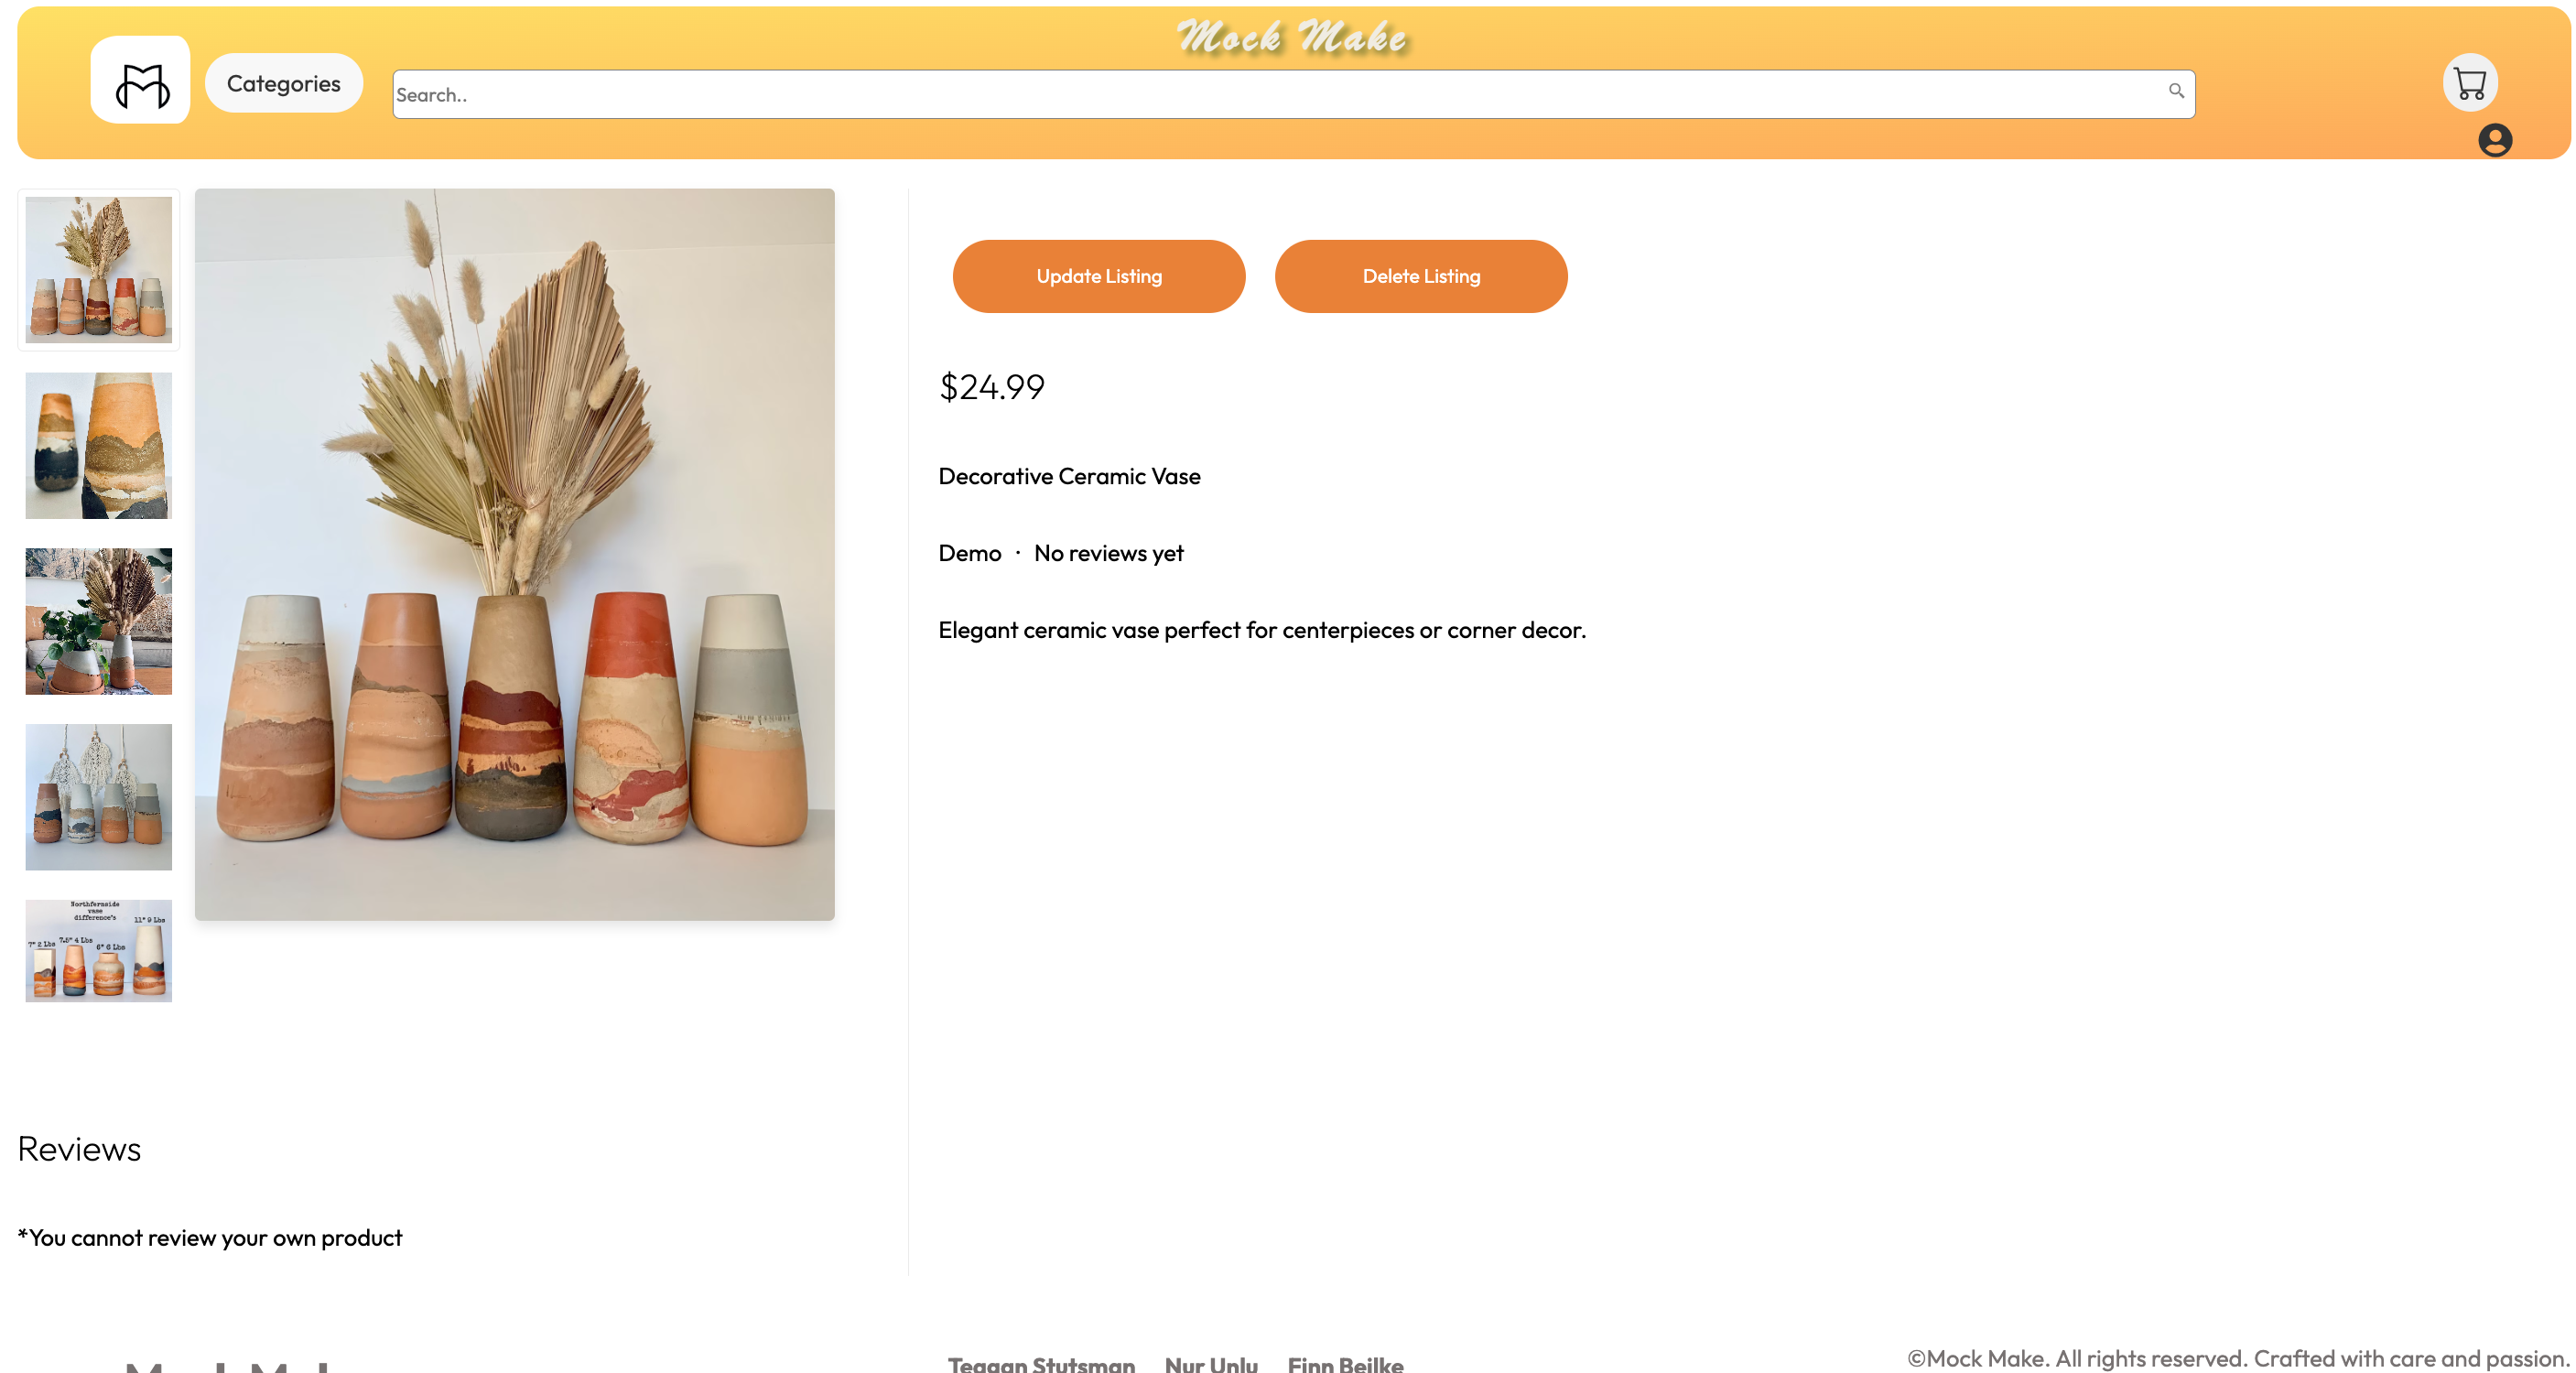 Mock Make
Categories
Search..
Update Listing
Delete Listing
$24.99
Decorative Ceramic Vase
Demo · No reviews yet
Elegant ceramic vase perfect for centerpieces or corner decor.
Northfernside
vase
difference's
7" 2 Lbs
7.5" 4 Lbs
6" 6 Lbs
11" 9 Lbs
Reviews
*You cannot review your own product
Mock Make
Teagan Stutsman Nur Unlu Finn Beilke
©Mock Make. All rights reserved. Crafted with care and passion.